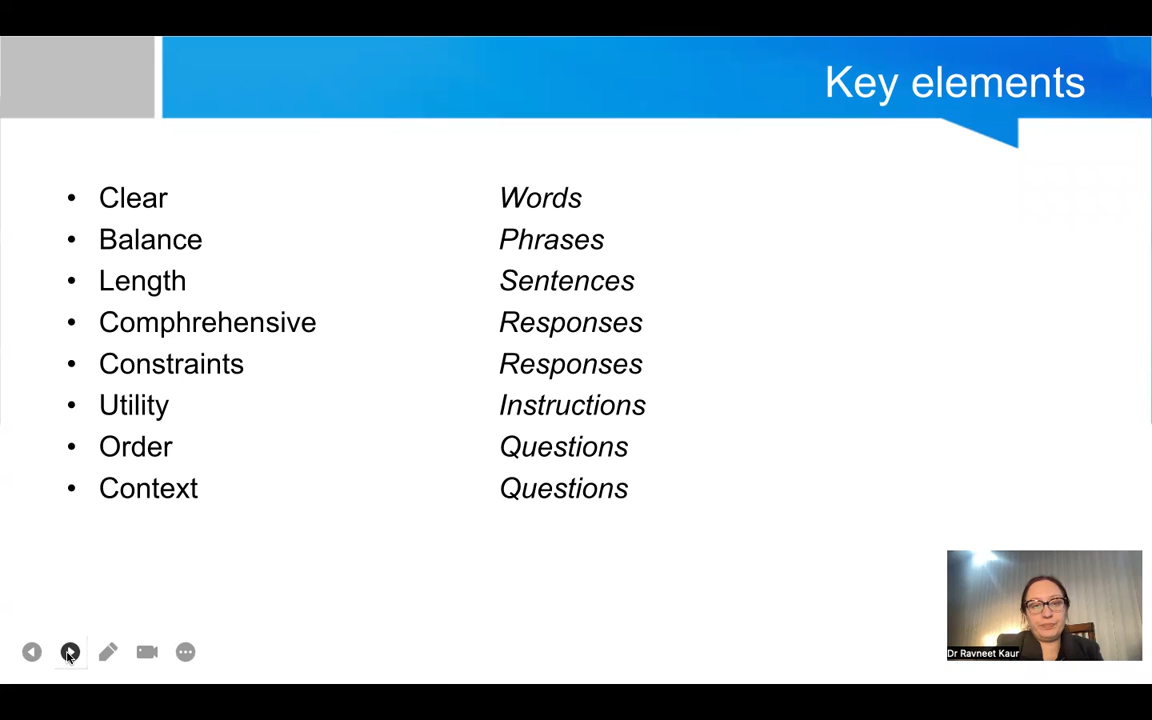 Key elements
• Clear Words
• Balance Phrases
• Length Sentences
• Comphrehensive Responses
• Constraints Responses
• Utility Instructions
• Order Questions
• Context Questions
Dr Ravneet Kaur